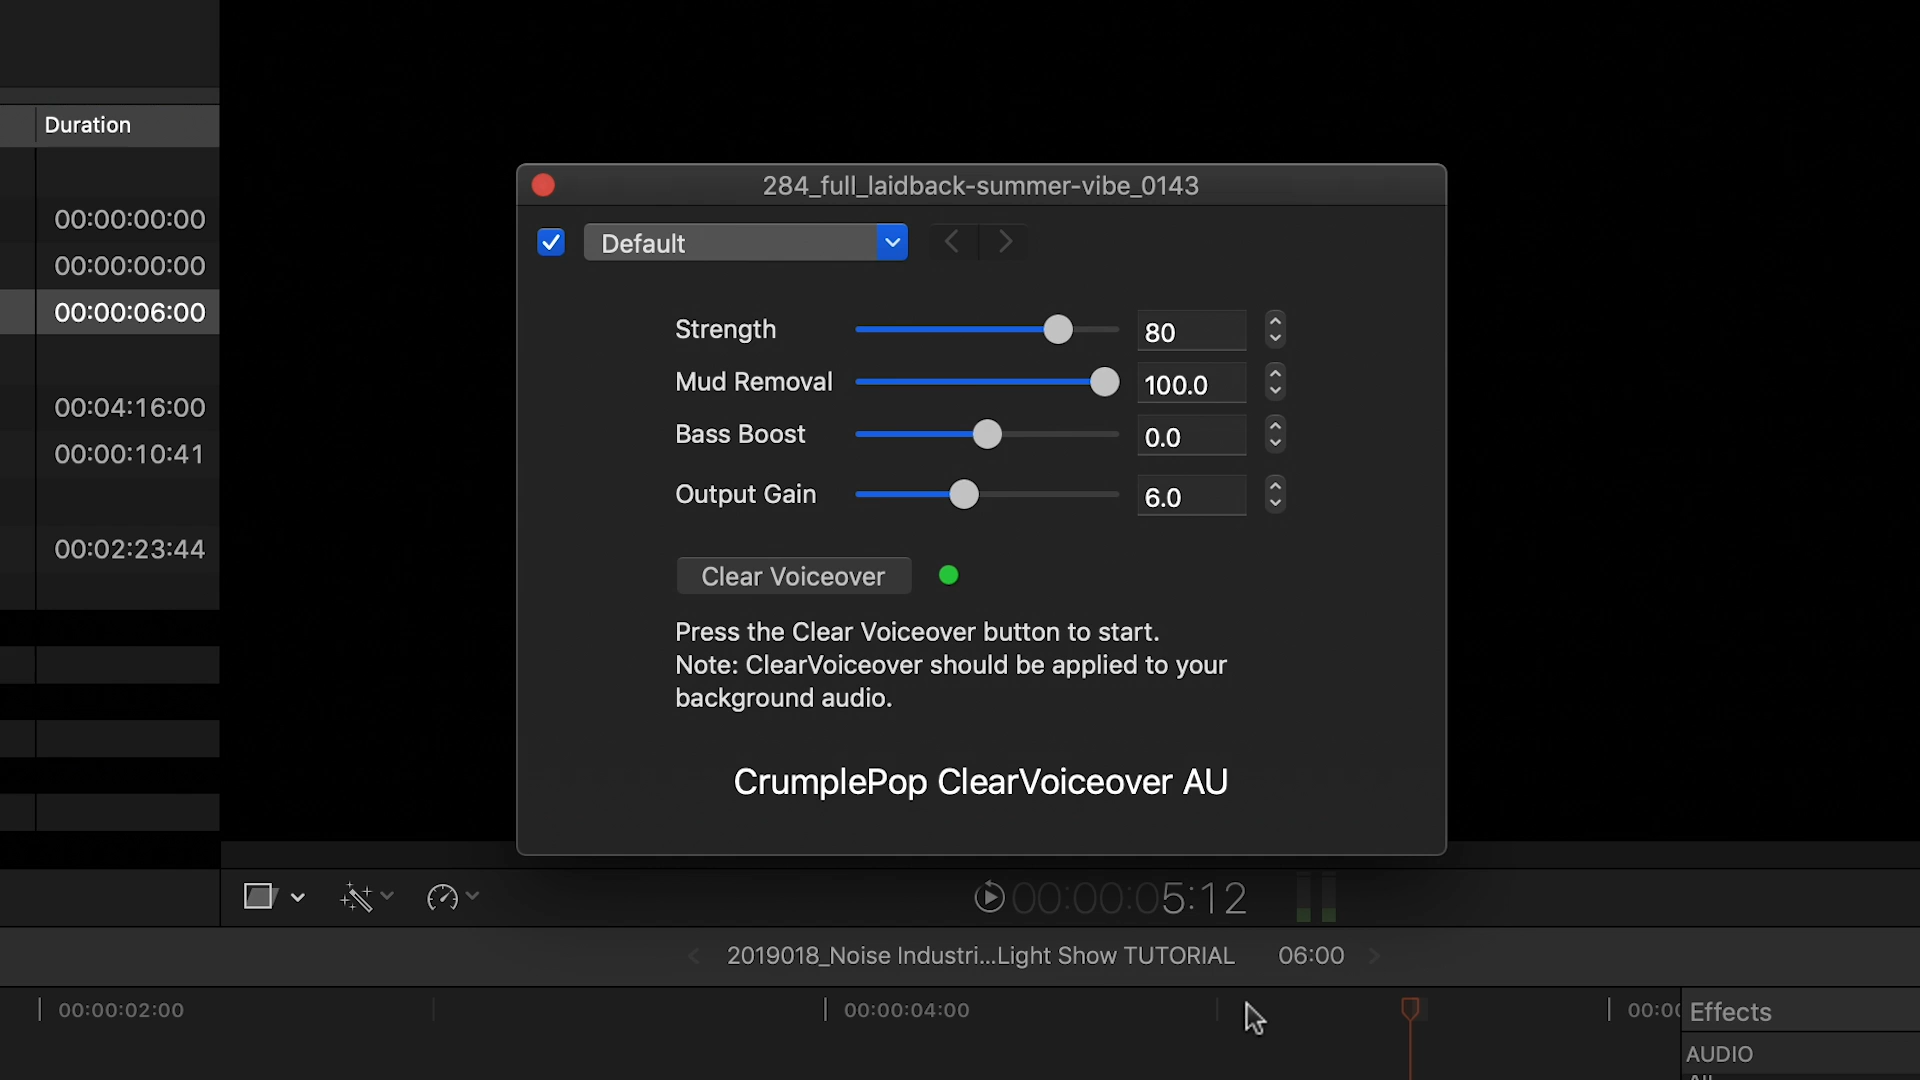 Duration
00:00:00:00
00:00:00:00
00:00:06:00
00:04:16:00
00:00:10:41
00:02:23:44
284_full_laidback-summer-vibe_0143
Default
Strength 80
Mud Removal 100.0
Bass Boost 0.0
Output Gain 6.0
Clear Voiceover
Press the Clear Voiceover button to start.
Note: ClearVoiceover should be applied to your
background audio.
CrumplePop ClearVoiceover AU
00:00:05:12
2019018_Noise Industri...Light Show TUTORIAL 06:00
00:00:02:00
00:00:04:00
Effects
AUDIO